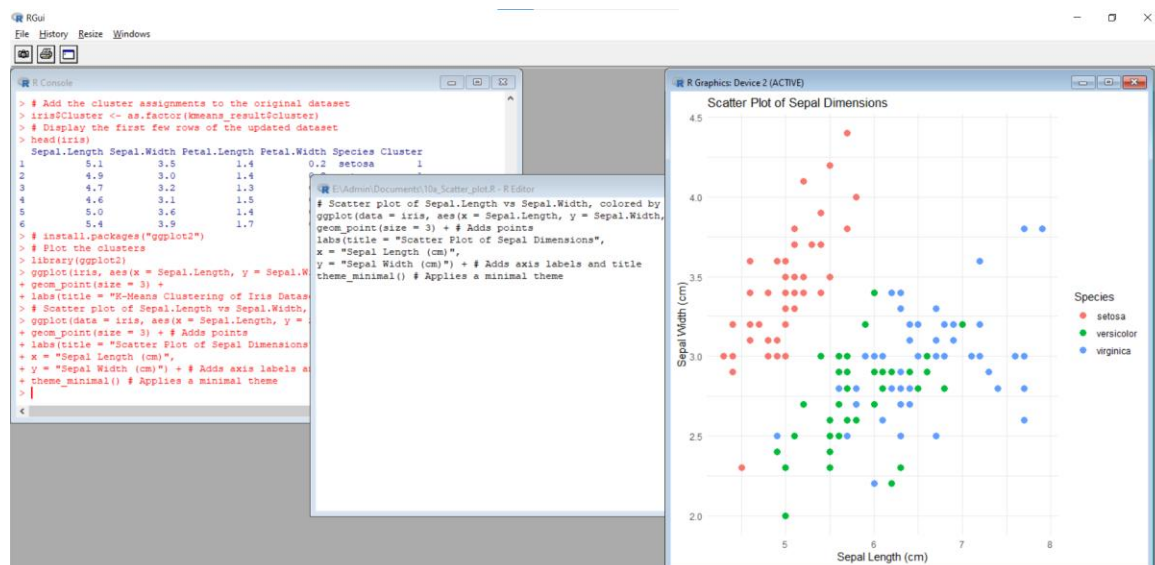 RGui
File History Resize Windows
R Console
> # Add the cluster assignments to the original dataset
> iris$Cluster <- as.factor(kmeans_result$cluster)
> # Display the first few rows of the updated dataset
> head(iris)
Sepal.Length Sepal.Width Petal.Length Petal.Width Species Cluster
1 5.1 3.5 1.4 0.2 setosa 1
2 4.9 3.0 1.4
3 4.7 3.2 1.3
4 4.6 3.1 1.5
5 5.0 3.6 1.4
6 5.4 3.9 1.7
> # install.packages("ggplot2")
> # Plot the clusters
> library(ggplot2)
> ggplot(iris, aes(x = Sepal.Length, y = Sepal.W
+ geom_point(size = 3) +
+ labs(title = "K-Means Clustering of Iris Datas
> # Scatter plot of Sepal.Length vs Sepal.Width,
> ggplot(data = iris, aes(x = Sepal.Length, y =
+ geom_point(size = 3) + # Adds points
+ labs(title = "Scatter Plot of Sepal Dimensions
+ x = "Sepal Length (cm)",
+ y = "Sepal Width (cm)") + # Adds axis labels a
+ theme_minimal() # Applies a minimal theme
>
E:\Admin\Documents\10a_Scatter_plot.R - R Editor
# Scatter plot of Sepal.Length vs Sepal.Width, colored by
ggplot(data = iris, aes(x = Sepal.Length, y = Sepal.Width,
geom_point(size = 3) + # Adds points
labs(title = "Scatter Plot of Sepal Dimensions",
x = "Sepal Length (cm)",
y = "Sepal Width (cm)") + # Adds axis labels and title
theme_minimal() # Applies a minimal theme
R Graphics: Device 2 (ACTIVE)
Scatter Plot of Sepal Dimensions
4.5
4.0
3.5
3.0
2.5
2.0
Sepal Width (cm)
5 6 7 8
Sepal Length (cm)
Species
setosa
versicolor
virginica